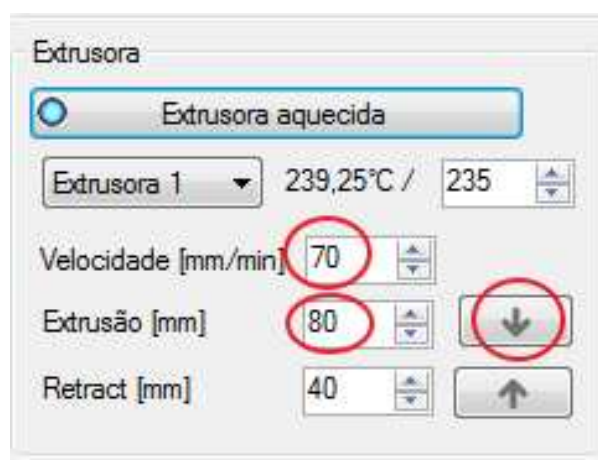 Extrusora
Extrusora aquecida
Extrusora 1 239,25°C / 235
Velocidade [mm/min] 70
Extrusão [mm] 80
Retract [mm] 40